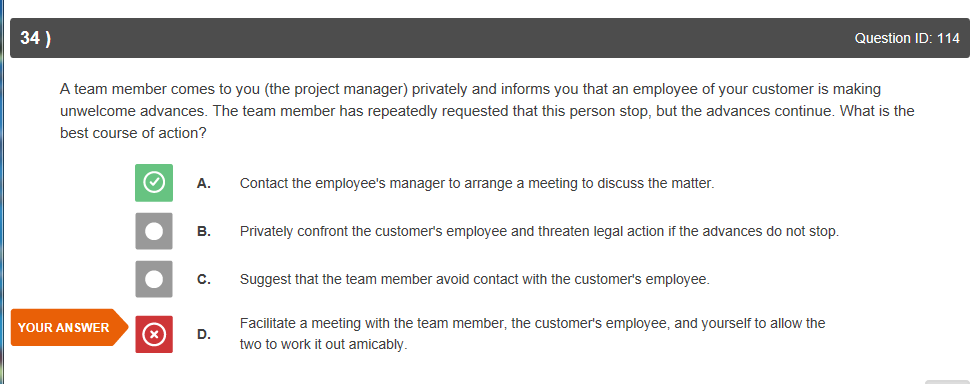 34 ) Question ID: 114
A team member comes to you (the project manager) privately and informs you that an employee of your customer is making
unwelcome advances. The team member has repeatedly requested that this person stop, but the advances continue. What is the
best course of action?
A. Contact the employee's manager to arrange a meeting to discuss the matter.
B. Privately confront the customer's employee and threaten legal action if the advances do not stop.
C. Suggest that the team member avoid contact with the customer's employee.
YOUR ANSWER D. Facilitate a meeting with the team member, the customer's employee, and yourself to allow the
two to work it out amicably.